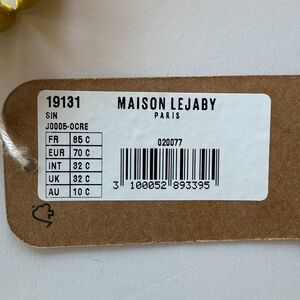 19131
MAISON LEJABY
SIN
PARIS
J0005-OCRE
FR 85 C
EUR 70 C
INT 32 C
UK 32 C
AU 10 C
020077
3 100052 893395